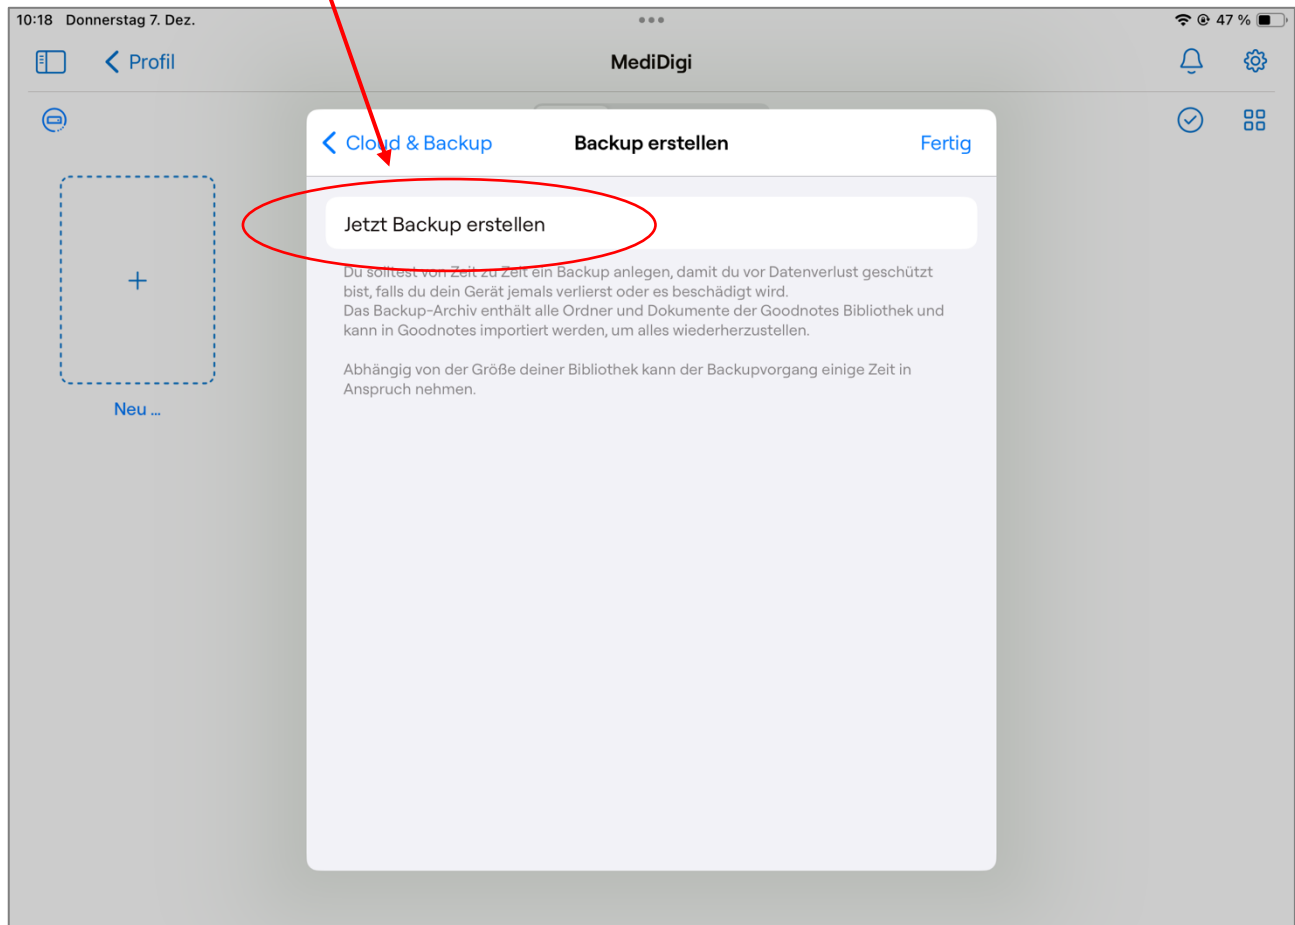 10:18 Donnerstag 7. Dez.
47 %
Profil
MediDigi
Cloud & Backup
Backup erstellen
Fertig
Jetzt Backup erstellen
Du solltest von Zeit zu Zeit ein Backup anlegen, damit du vor Datenverlust geschützt
bist, falls du dein Gerät jemals verlierst oder es beschädigt wird.
Das Backup-Archiv enthält alle Ordner und Dokumente der Goodnotes Bibliothek und
kann in Goodnotes importiert werden, um alles wiederherzustellen.
Abhängig von der Größe deiner Bibliothek kann der Backupvorgang einige Zeit in
Anspruch nehmen.
Neu ...